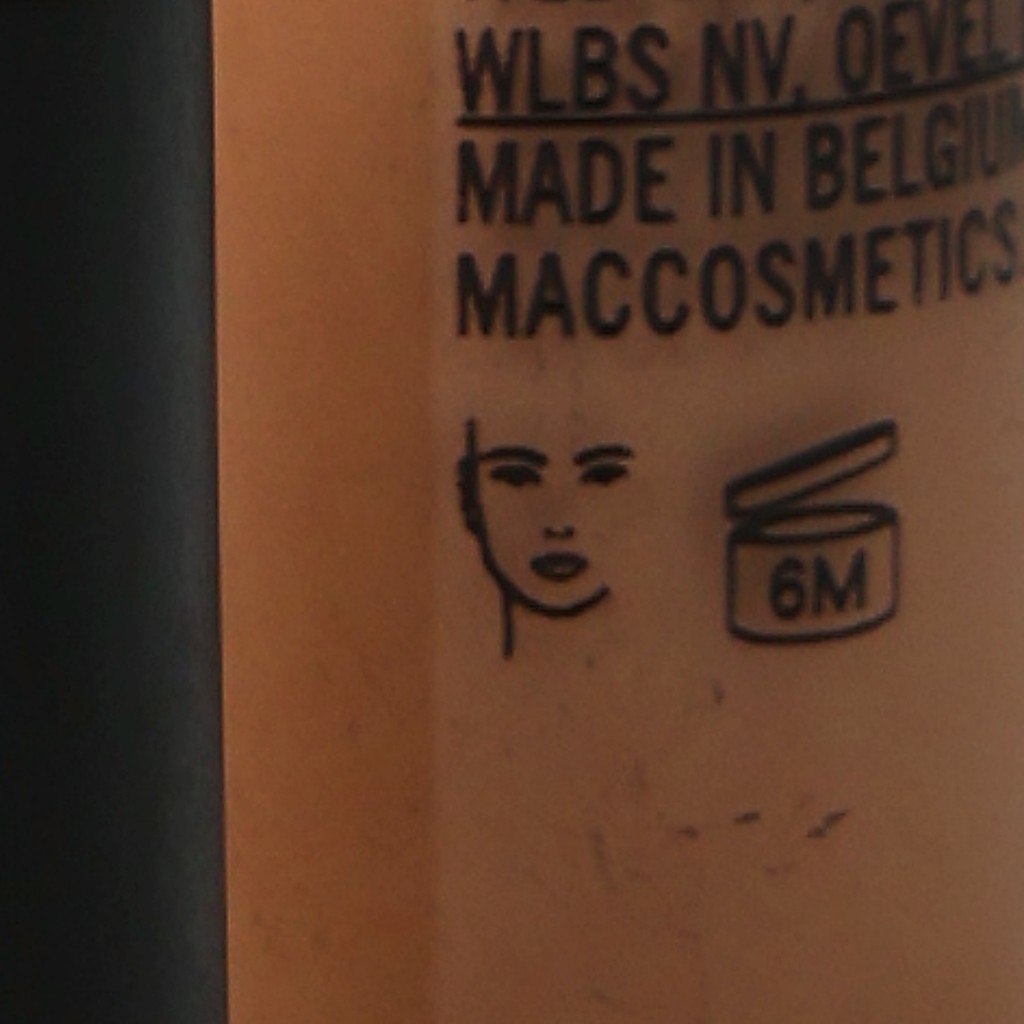 WLBS NV, OEVEL
MADE IN BELGIUM
MACCOSMETICS
6M